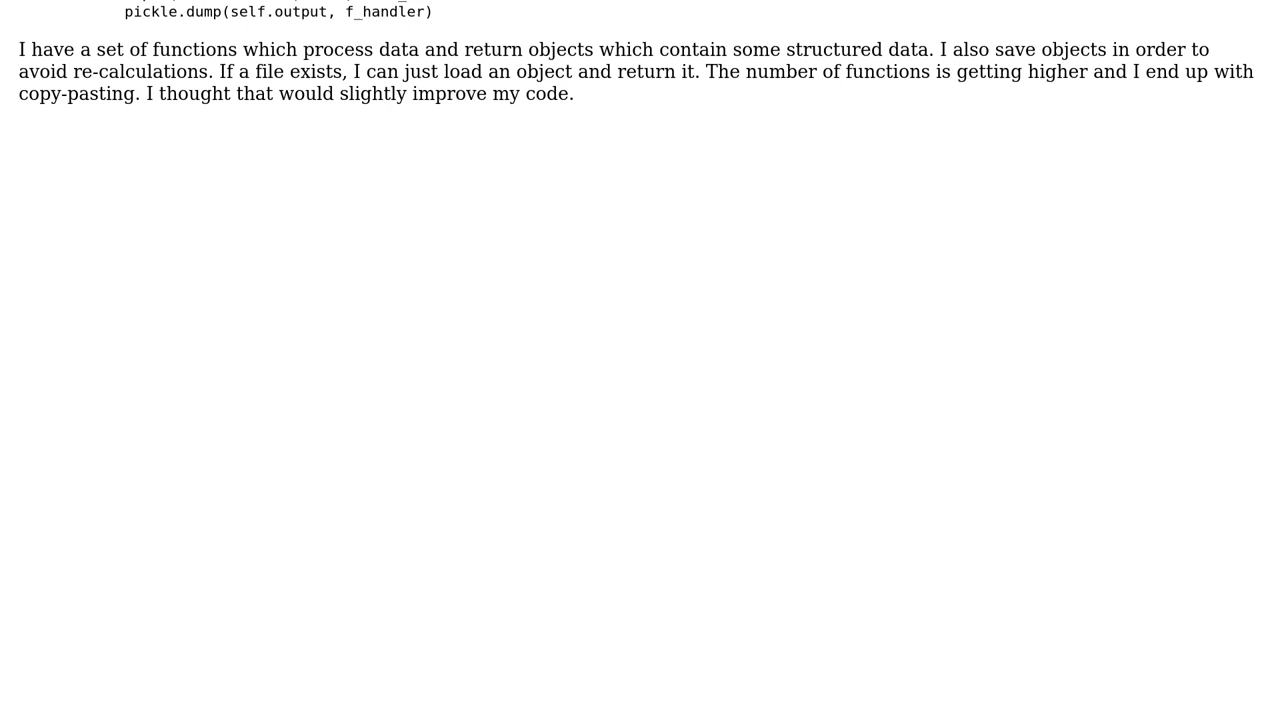 pickle.dump(self.output, f_handler)
I have a set of functions which process data and return objects which contain some structured data. I also save objects in order to
avoid re-calculations. If a file exists, I can just load an object and return it. The number of functions is getting higher and I end up with
copy-pasting. I thought that would slightly improve my code.